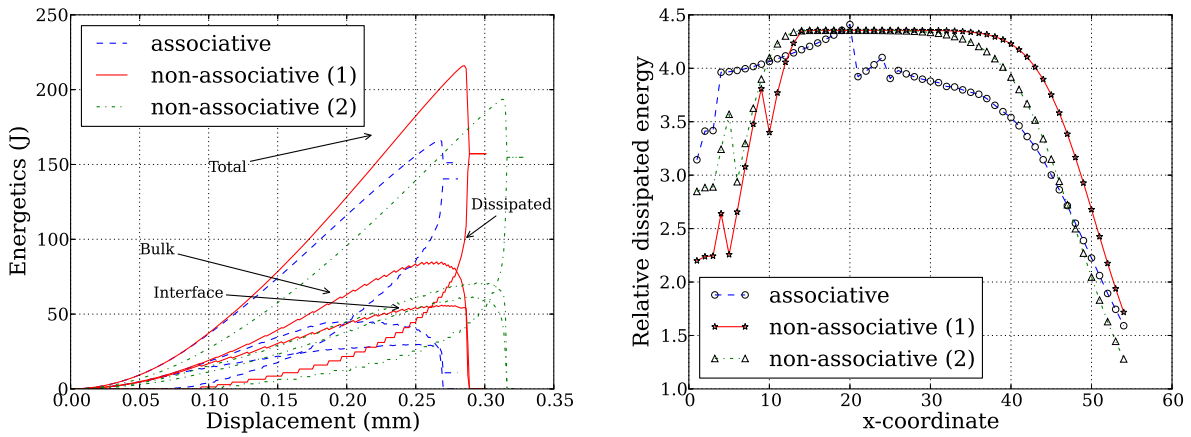 250
200
150
100
50
0
Energetics (J)
associative
non-associative (1)
non-associative (2)
Total
Dissipated
Bulk
Interface
0.00 0.05 0.10 0.15 0.20 0.25 0.30 0.35
Displacement (mm)
4.5
4.0
3.5
3.0
2.5
2.0
1.5
1.0
Relative dissipated energy
associative
non-associative (1)
non-associative (2)
0 10 20 30 40 50 60
x-coordinate